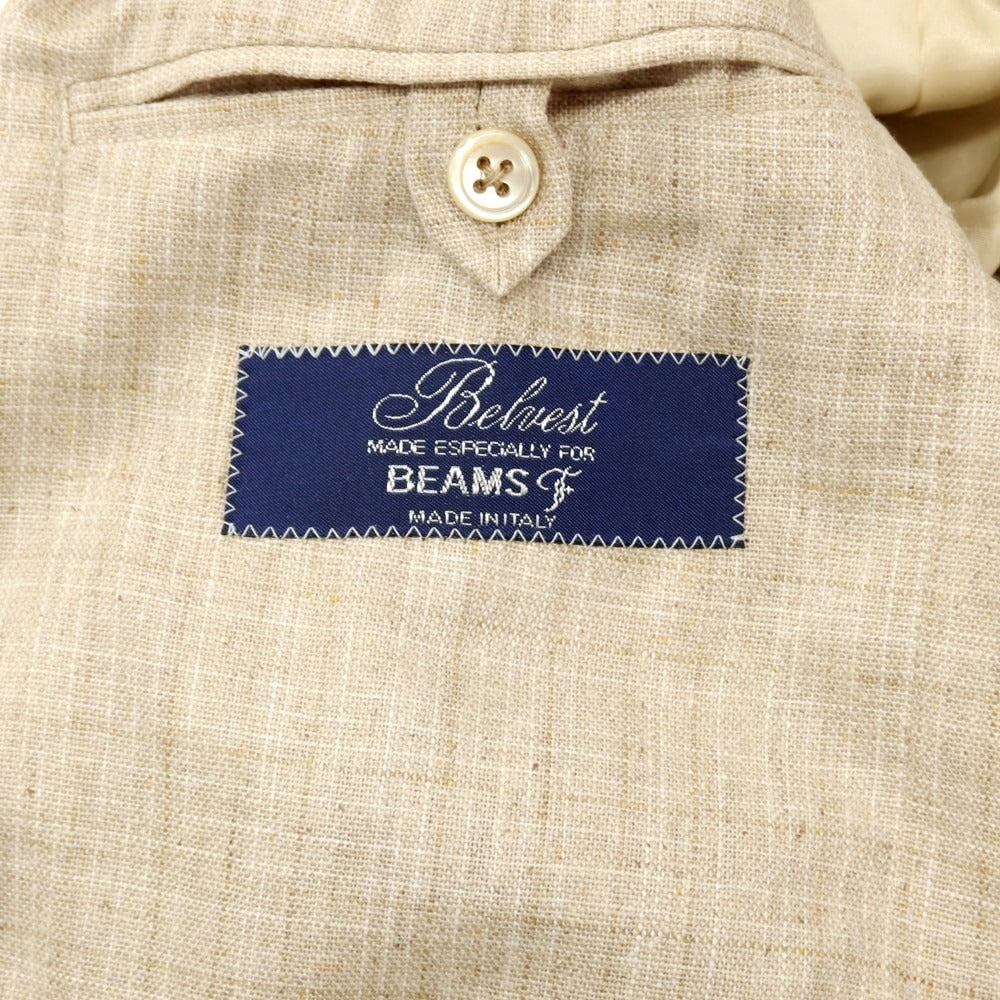 Belvest
MADE ESPECIALLY FOR
BEAMS F
MADE IN ITALY